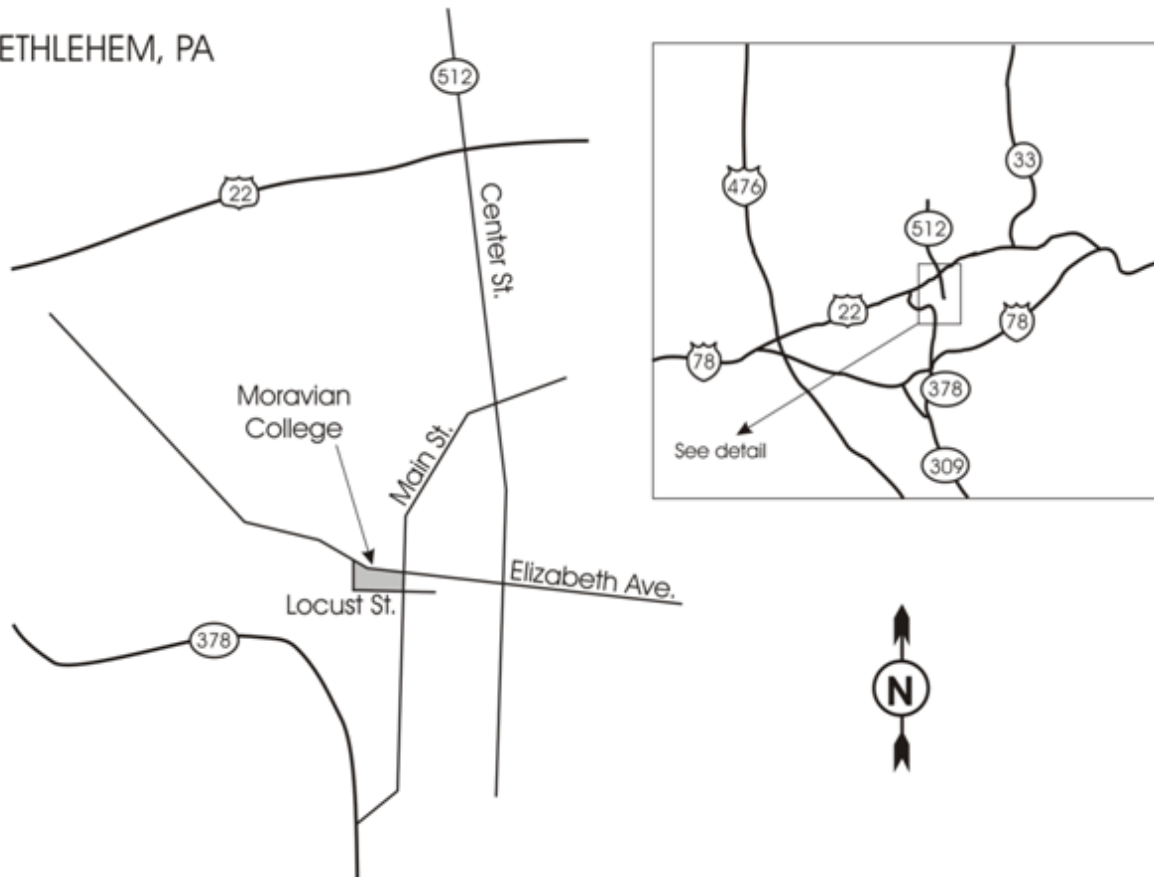 ETHLEHEM, PA
512
22
Center St.
Moravian
College
Main St.
Elizabeth Ave.
Locust St.
378
476
33
512
22
78
78
378
See detail
309
N